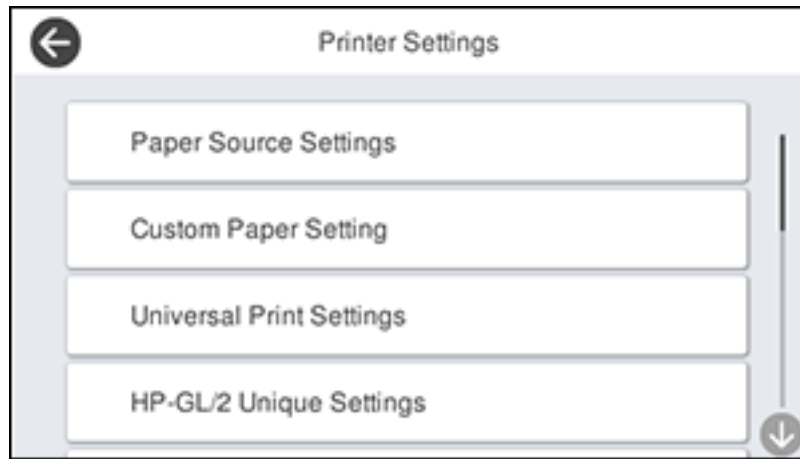 Printer Settings
Paper Source Settings
Custom Paper Setting
Universal Print Settings
HP-GL/2 Unique Settings